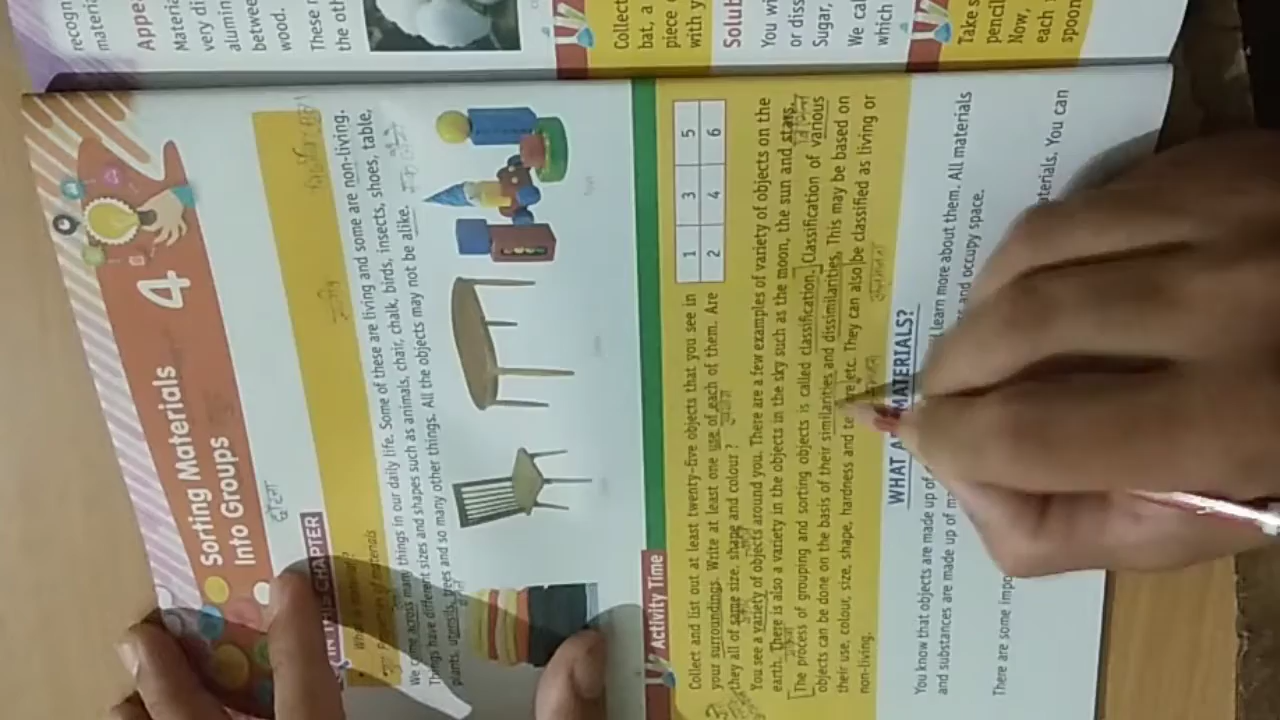 4
Sorting Materials
Into Groups
IN THIS CHAPTER
We come across many things in our daily life. Some of these are living and some are non-living.
Things have different sizes and shapes such as animals, chair, chalk, birds, insects, shoes, table,
plants, utensils, trees and so many other things. All the objects may not be alike.
Activity Time
Collect and list out at least twenty-five objects that you see in
your surroundings. Write at least one use of each of them. Are
they all of same size, shape and colour ?
1 3 5
2 4 6
You see a variety of objects around you. There are a few examples of variety of objects on the
earth. There is also a variety in the objects in the sky such as the moon, the sun and stars.
The process of grouping and sorting objects is called classification. Classification of various
objects can be done on the basis of their similarities and dissimilarities. This may be based on
their use, colour, size, shape, hardness and te re etc. They can also be classified as living or
non-living.
WHAT A MATERIALS?
You know that objects are made up of learn more about them. All materials
and substances are made up of and occupy space.
There are some aterials. You can
recogn
materia
Appea
Materia
very di
alumin
between
wood.
These r
the oth
Collect
bat, a
piece
with y
Solub
You wi
or diss
Sugar,
We cal
which
Take s
pencil
Now,
each
spoon